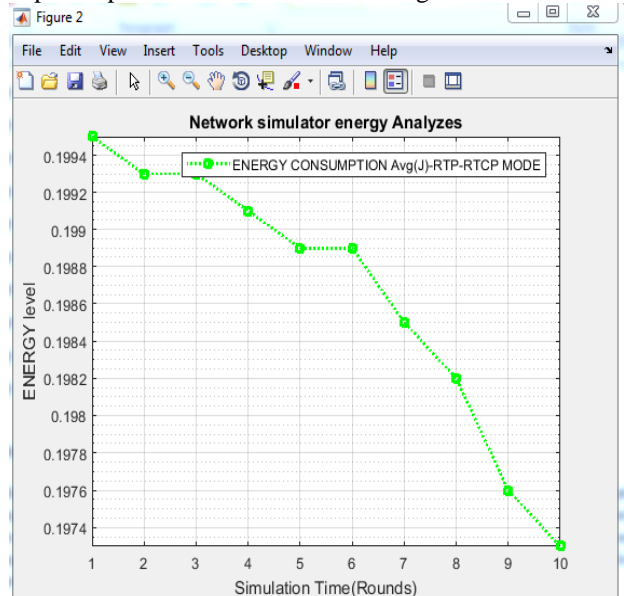 Figure 2
File Edit View Insert Tools Desktop Window Help
Network simulator energy Analyzes
ENERGY CONSUMPTION Avg(J)-RTP-RTCP MODE
ENERGY level
0.1994
0.1992
0.199
0.1988
0.1986
0.1984
0.1982
0.198
0.1978
0.1976
0.1974
1 2 3 4 5 6 7 8 9 10
Simulation Time(Rounds)